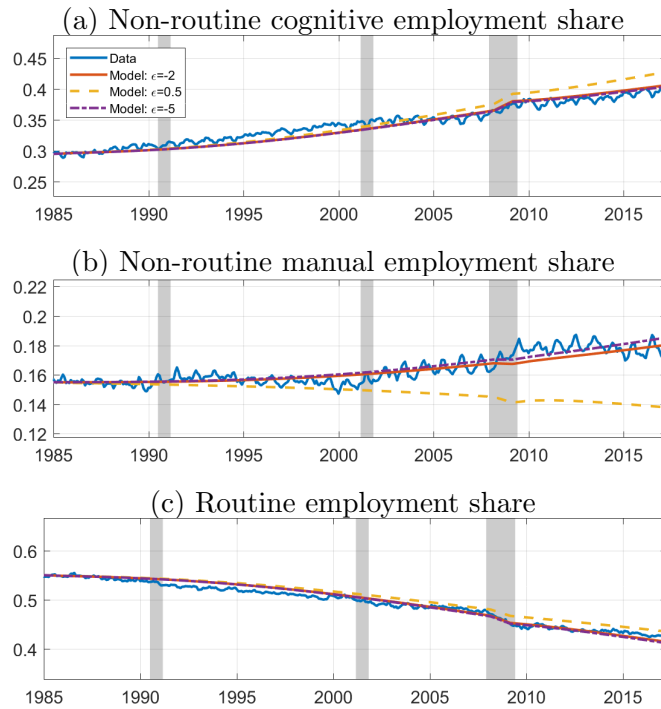 (a) Non-routine cognitive employment share
0.45
0.4
0.35
0.3
0.25
Data
Model: ϵ=-2
Model: ϵ=0.5
Model: ϵ=-5
1985 1990 1995 2000 2005 2010 2015
(b) Non-routine manual employment share
0.22
0.2
0.18
0.16
0.14
0.12
1985 1990 1995 2000 2005 2010 2015
(c) Routine employment share
0.6
0.5
0.4
1985 1990 1995 2000 2005 2010 2015